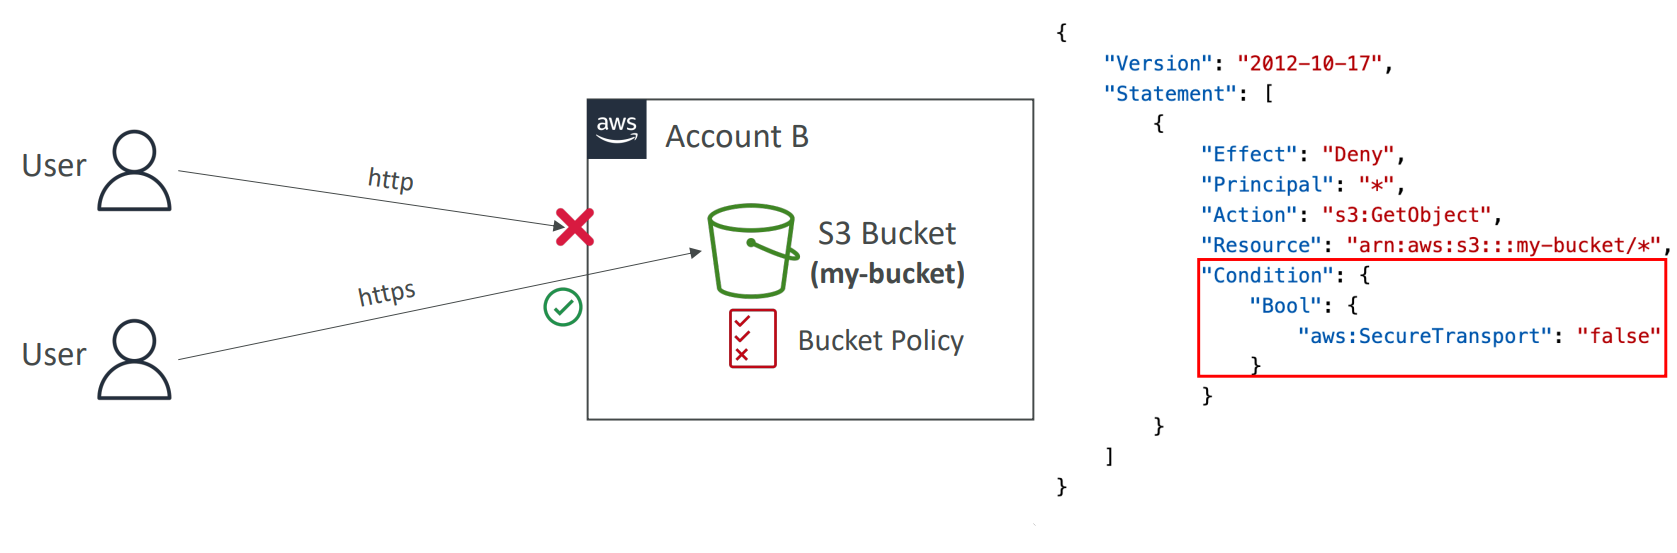 User
http
User
https
aws
Account B
S3 Bucket
(my-bucket)
Bucket Policy
{
    "Version": "2012-10-17",
    "Statement": [
        {
            "Effect": "Deny",
            "Principal": "*",
            "Action": "s3:GetObject",
            "Resource": "arn:aws:s3:::my-bucket/*",
            "Condition": {
                "Bool": {
                    "aws:SecureTransport": "false"
                }
            }
        }
    ]
}